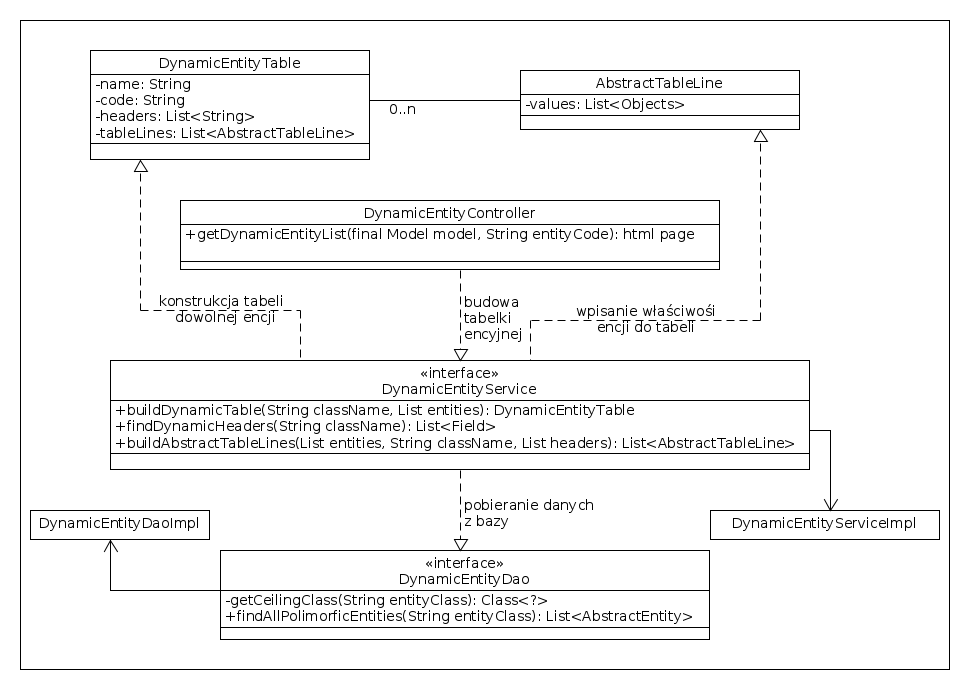 DynamicEntityTable
-name: String
-code: String
-headers: List<String>
-tableLines: List<AbstractTableLine>
0..n
AbstractTableLine
-values: List<Objects>
DynamicEntityController
+getDynamicEntityList(final Model model, String entityCode): html page
konstrukcja tabeli
dowolnej encji
budowa
tabelki
encyjnej
wpisanie właściwośi
encji do tabeli
«interface»
DynamicEntityService
+buildDynamicTable(String className, List entities): DynamicEntityTable
+findDynamicHeaders(String className): List<Field>
+buildAbstractTableLines(List entities, String className, List headers): List<AbstractTableLine>
pobieranie danych
z bazy
DynamicEntityDaoImpl
DynamicEntityServiceImpl
«interface»
DynamicEntityDao
-getCeilingClass(String entityClass): Class<?>
+findAllPolimorficEntities(String entityClass): List<AbstractEntity>